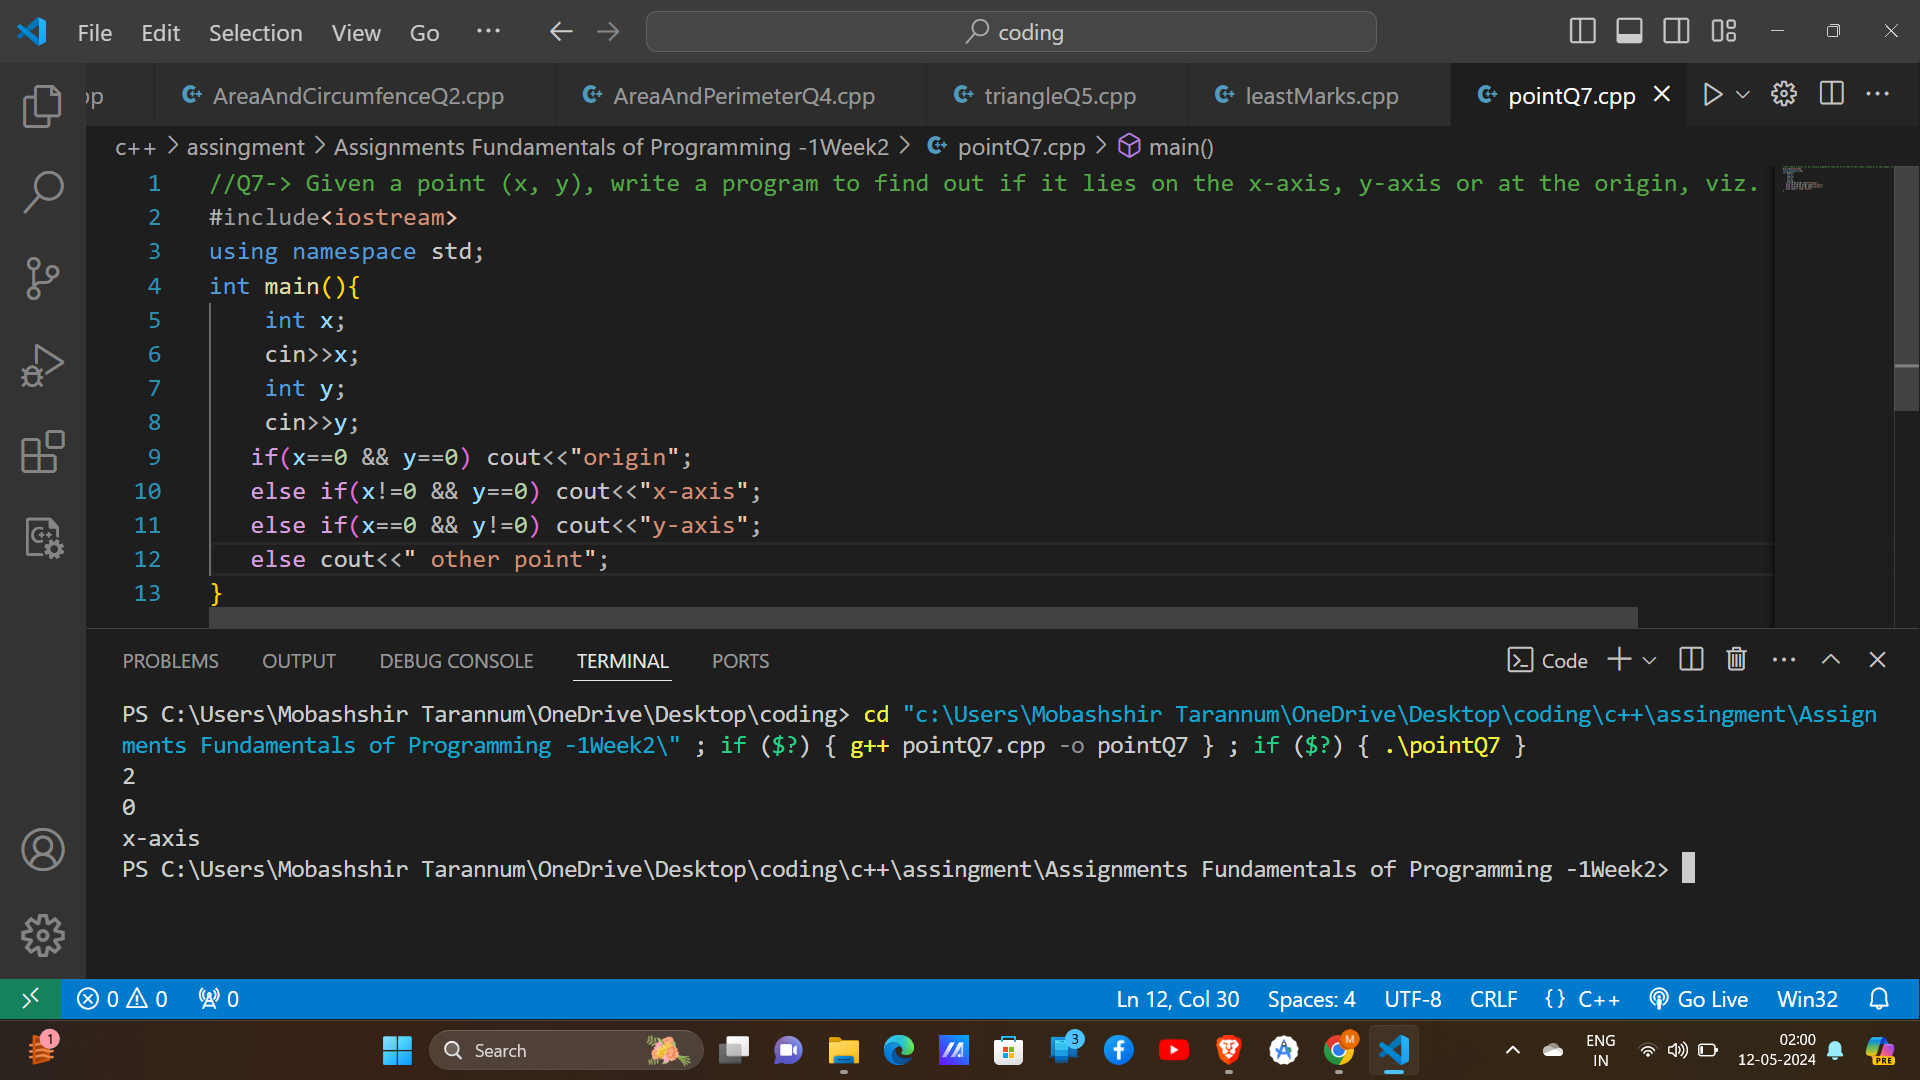 File Edit Selection View Go ... coding
pp AreaAndCircumfenceQ2.cpp AreaAndPerimeterQ4.cpp triangleQ5.cpp leastMarks.cpp pointQ7.cpp
c++ > assingment > Assignments Fundamentals of Programming -1Week2 > pointQ7.cpp > main()
1 //Q7-> Given a point (x, y), write a program to find out if it lies on the x-axis, y-axis or at the origin, viz.
2 #include<iostream>
3 using namespace std;
4 int main(){
5 int x;
6 cin>>x;
7 int y;
8 cin>>y;
9 if(x==0 && y==0) cout<<"origin";
10 else if(x!=0 && y==0) cout<<"x-axis";
11 else if(x==0 && y!=0) cout<<"y-axis";
12 else cout<<" other point";
13 }
PROBLEMS OUTPUT DEBUG CONSOLE TERMINAL PORTS Code
PS C:\Users\Mobashshir Tarannum\OneDrive\Desktop\coding> cd "c:\Users\Mobashshir Tarannum\OneDrive\Desktop\coding\c++\assingment\Assign
ments Fundamentals of Programming -1Week2\" ; if ($?) { g++ pointQ7.cpp -o pointQ7 } ; if ($?) { .\pointQ7 }
2
0
x-axis
PS C:\Users\Mobashshir Tarannum\OneDrive\Desktop\coding\c++\assingment\Assignments Fundamentals of Programming -1Week2>
0 0 0 Ln 12, Col 30 Spaces: 4 UTF-8 CRLF {} C++ Go Live Win32
1 Search 3 M ENG 02:00
IN 12-05-2024 PRE